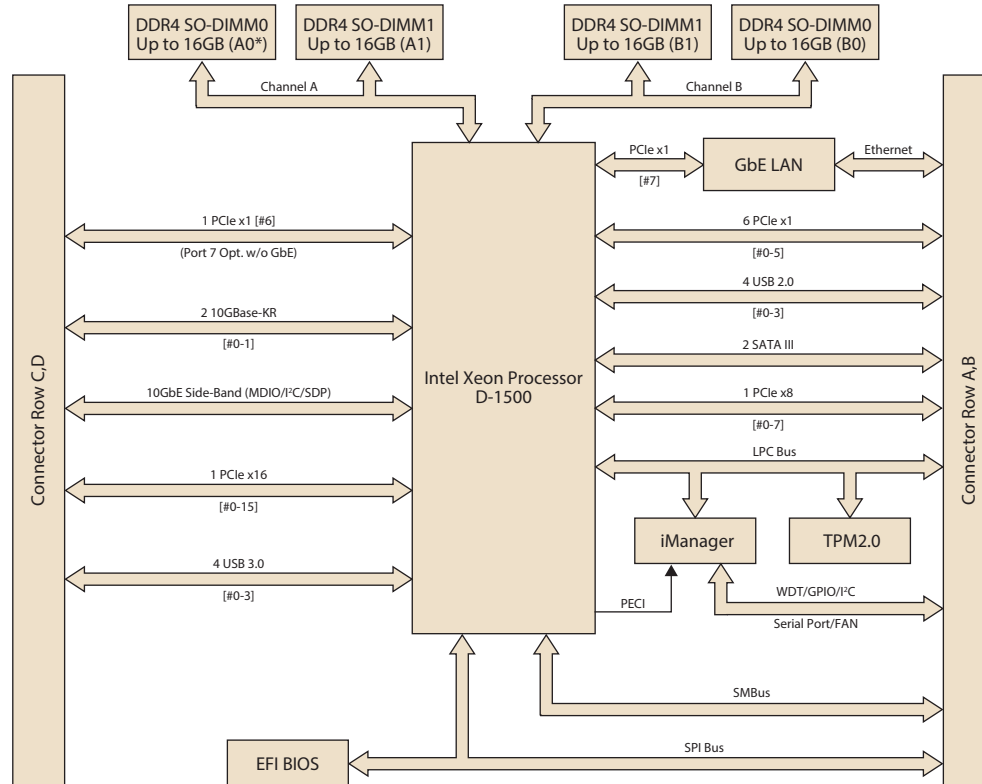 DDR4 SO-DIMM0
Up to 16GB (A0*)
DDR4 SO-DIMM1
Up to 16GB (A1)
DDR4 SO-DIMM1
Up to 16GB (B1)
DDR4 SO-DIMM0
Up to 16GB (B0)
Channel A
Channel B
PCIe x1
[#7]
GbE LAN
Ethernet
1 PCIe x1 [#6]
(Port 7 Opt. w/o GbE)
6 PCIe x1
[#0-5]
4 USB 2.0
[#0-3]
2 10GBase-KR
[#0-1]
2 SATA III
Intel Xeon Processor
D-1500
Connector Row C,D
Connector Row A,B
10GbE Side-Band (MDIO/I²C/SDP)
1 PCIe x8
[#0-7]
LPC Bus
1 PCIe x16
[#0-15]
iManager
TPM2.0
4 USB 3.0
[#0-3]
PECI
WDT/GPIO/I²C
Serial Port/FAN
SMBus
SPI Bus
EFI BIOS